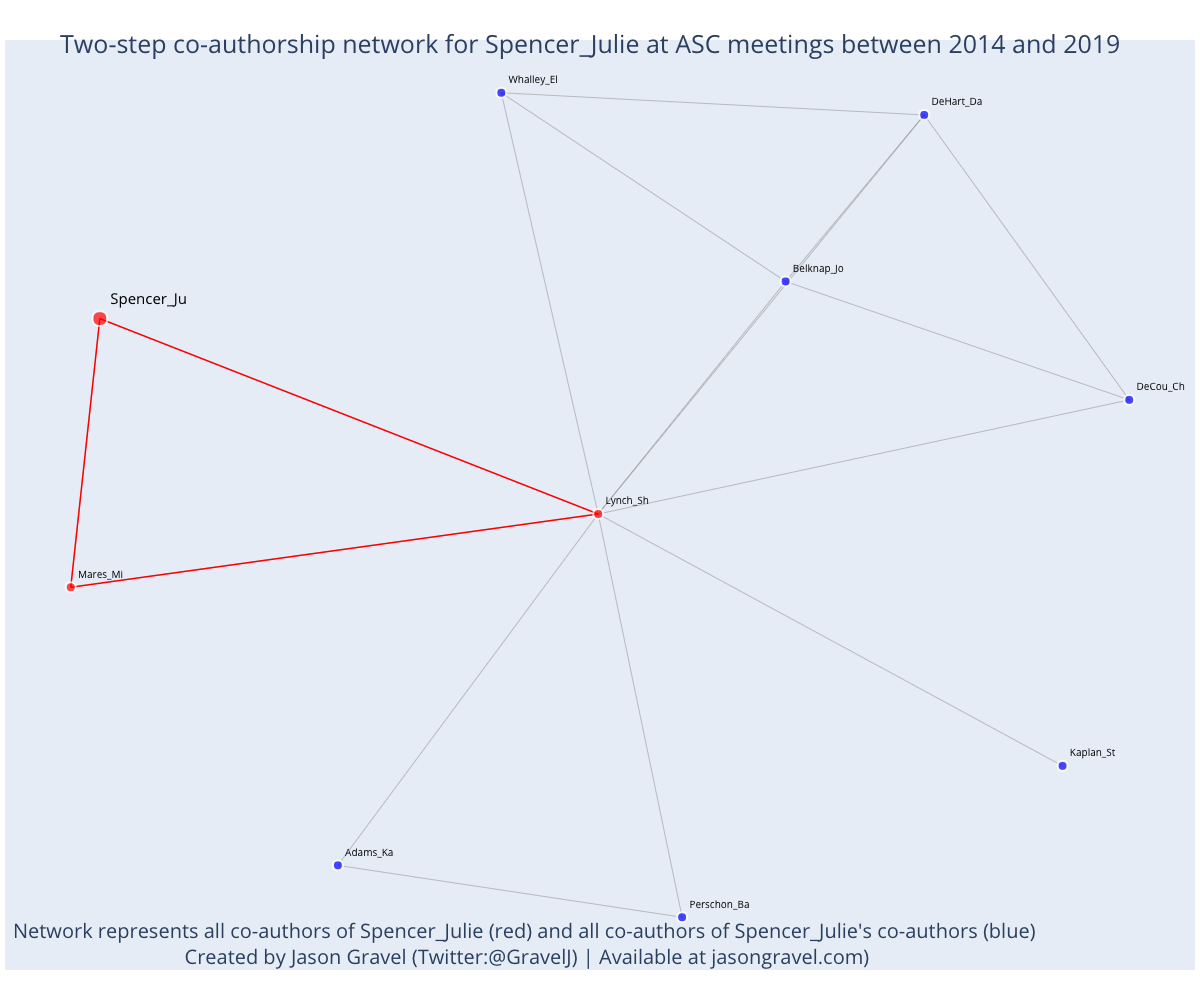 Two-step co-authorship network for Spencer_Julie at ASC meetings between 2014 and 2019
Whalley_El
DeHart_Da
Belknap_Jo
Spencer_Ju
DeCou_Ch
Lynch_Sh
Mares_Mi
Kaplan_St
Adams_Ka
Perschon_Ba
Network represents all co-authors of Spencer_Julie (red) and all co-authors of Spencer_Julie's co-authors (blue)
Created by Jason Gravel (Twitter:@GravelJ) | Available at jasongravel.com)